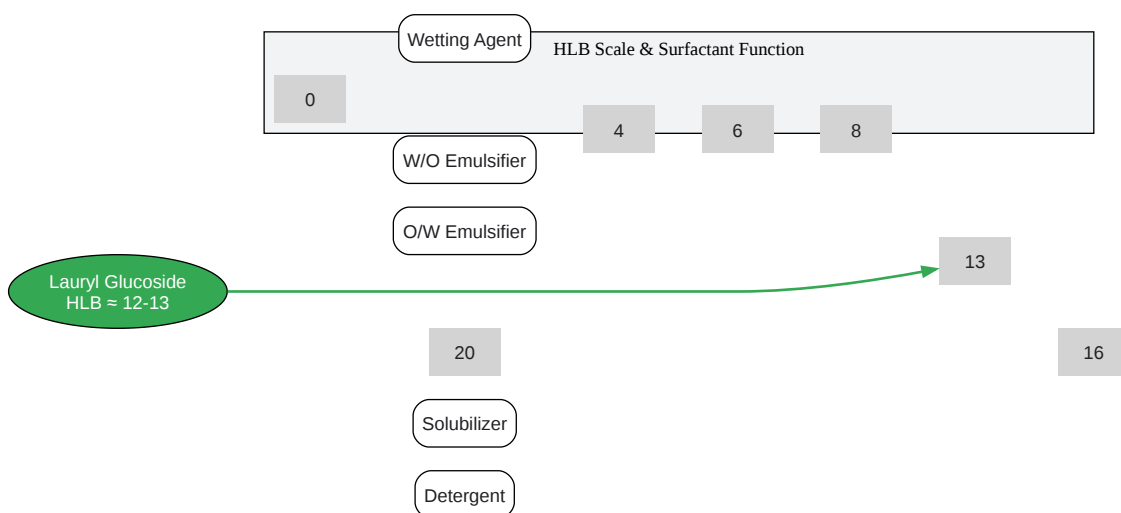 Wetting Agent
HLB Scale & Surfactant Function
0
4
6
8
W/O Emulsifier
O/W Emulsifier
Lauryl Glucoside
HLB ≈ 12-13
13
20
16
Solubilizer
Detergent